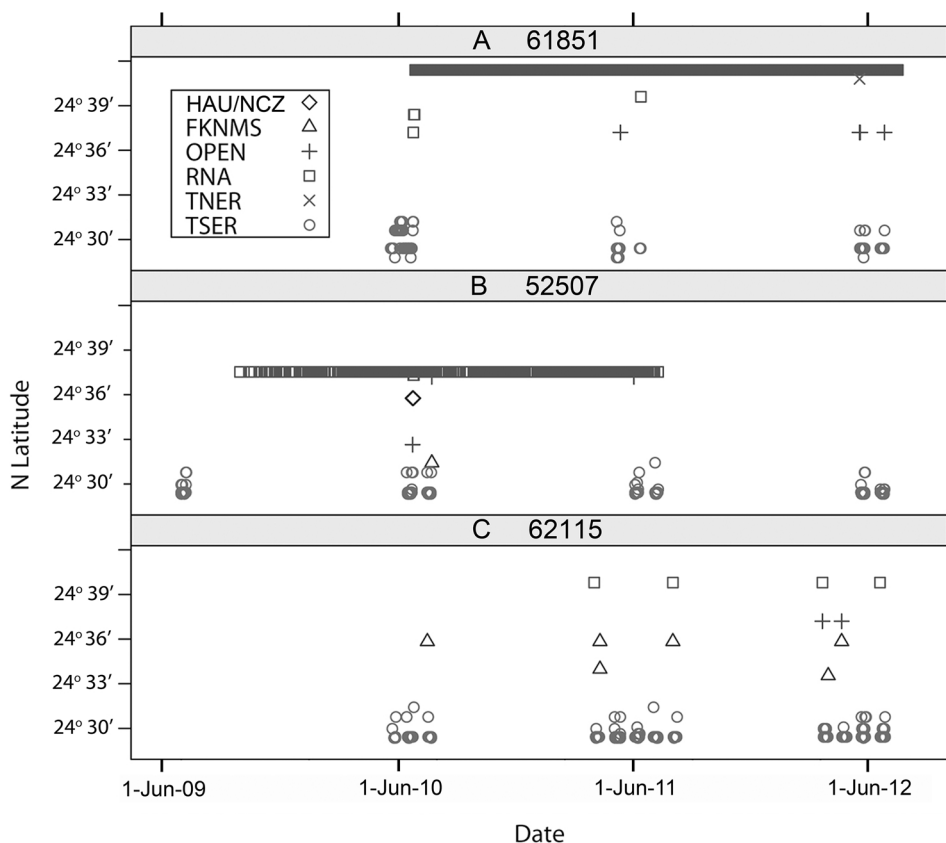 A 61851
24° 39′
24° 36′
24° 33′
24° 30′
HAU/NCZ
FKNMS
OPEN
RNA
TNER
TSER
B 52507
24° 39′
24° 36′
24° 33′
24° 30′
N Latitude
C 62115
24° 39′
24° 36′
24° 33′
24° 30′
1-Jun-09 1-Jun-10 1-Jun-11 1-Jun-12
Date